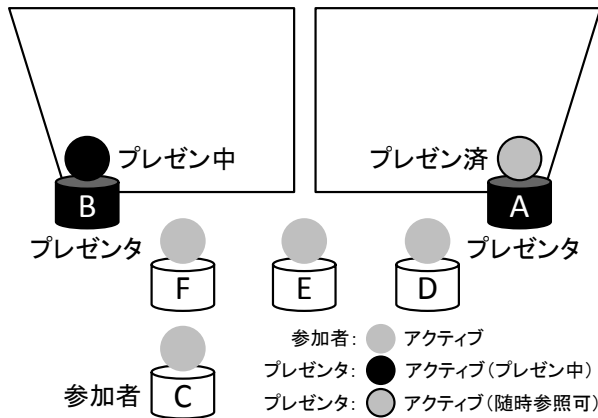 プレゼン中
プレゼン済
B
A
プレゼンタ
プレゼンタ
F
E
D
参加者: アクティブ
プレゼンタ: アクティブ(プレゼン中)
参加者
C
プレゼンタ: アクティブ(随時参照可)